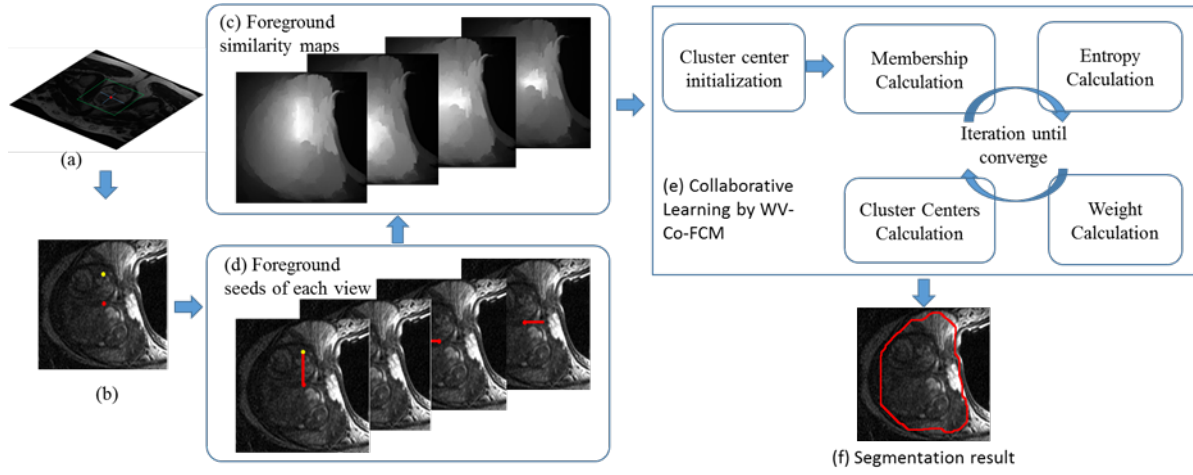 (a)
(b)
(c) Foreground
similarity maps
(d) Foreground
seeds of each view
Cluster center
initialization
Membership
Calculation
Entropy
Calculation
Iteration until
converge
(e) Collaborative
Learning by WV-
Co-FCM
Cluster Centers
Calculation
Weight
Calculation
(f) Segmentation result